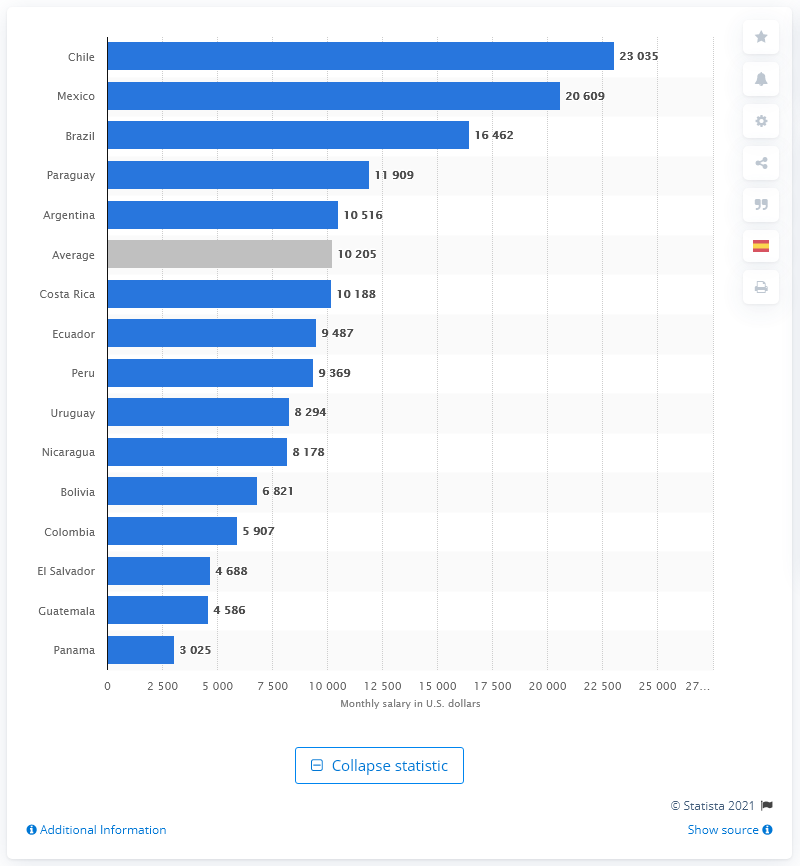 Chile 23 035
Mexico 20 609
Brazil 16 462
Paraguay 11 909
Argentina 10 516
Average 10 205
Costa Rica 10 188
Ecuador 9 487
Peru 9 369
Uruguay 8 294
Nicaragua 8 178
Bolivia 6 821
Colombia 5 907
El Salvador 4 688
Guatemala 4 586
Panama 3 025
0 2 500 5 000 7 500 10 000 12 500 15 000 17 500 20 000 22 500 25 000 27...
Monthly salary in U.S. dollars
Collapse statistic
© Statista 2021
Additional Information Show source